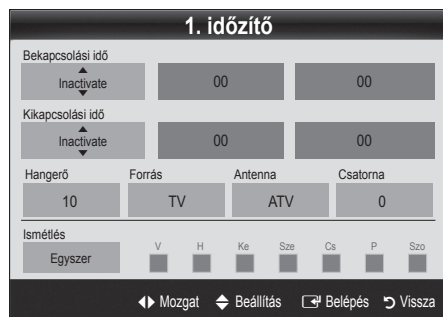 1. időzítő
Bekapcsolási idő
Inactivate 00 00
Kikapcsolási idő
Inactivate 00 00
Hangerő Forrás Antenna Csatorna
10 TV ATV 0
Ismétlés
V H Ke Sze Cs P Szo
Egyszer
Mozgat Beállítás Belépés Vissza